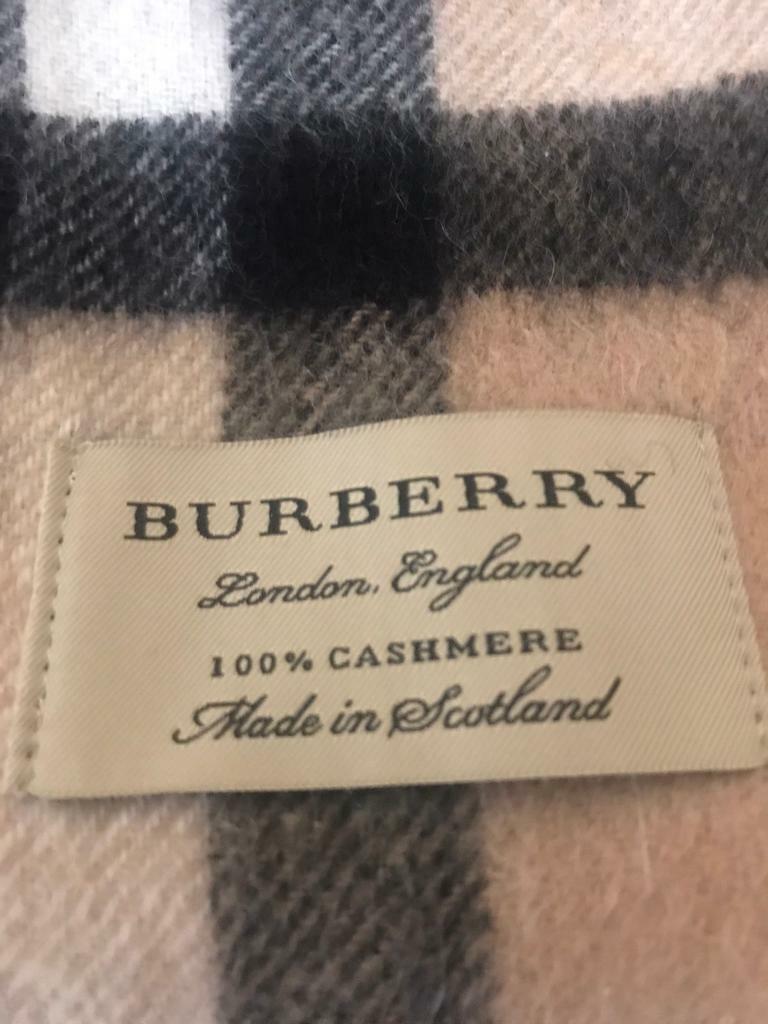 BURBERRY
London, England
100% CASHMERE
Made in Scotland